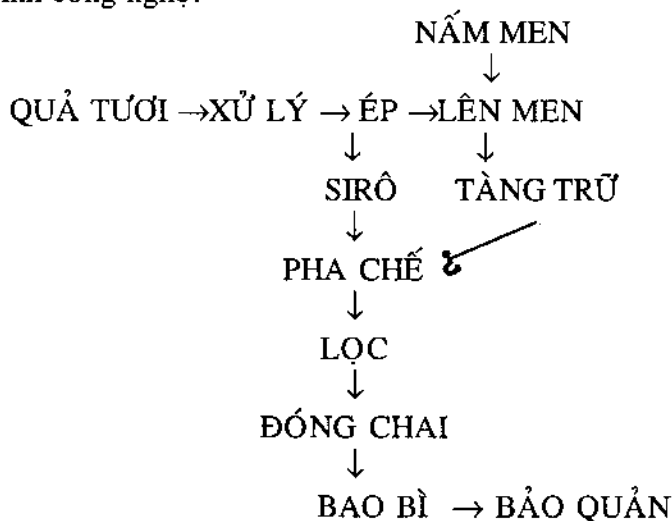 NẤM MEN
↓
QUẢ TƯƠI → XỬ LÝ → ÉP → LÊN MEN
↓ ↓
SIRÔ TÀNG TRỮ
↓
PHA CHẾ
↓
LỌC
↓
ĐÓNG CHAI
↓
BAO BÌ → BẢO QUẢN